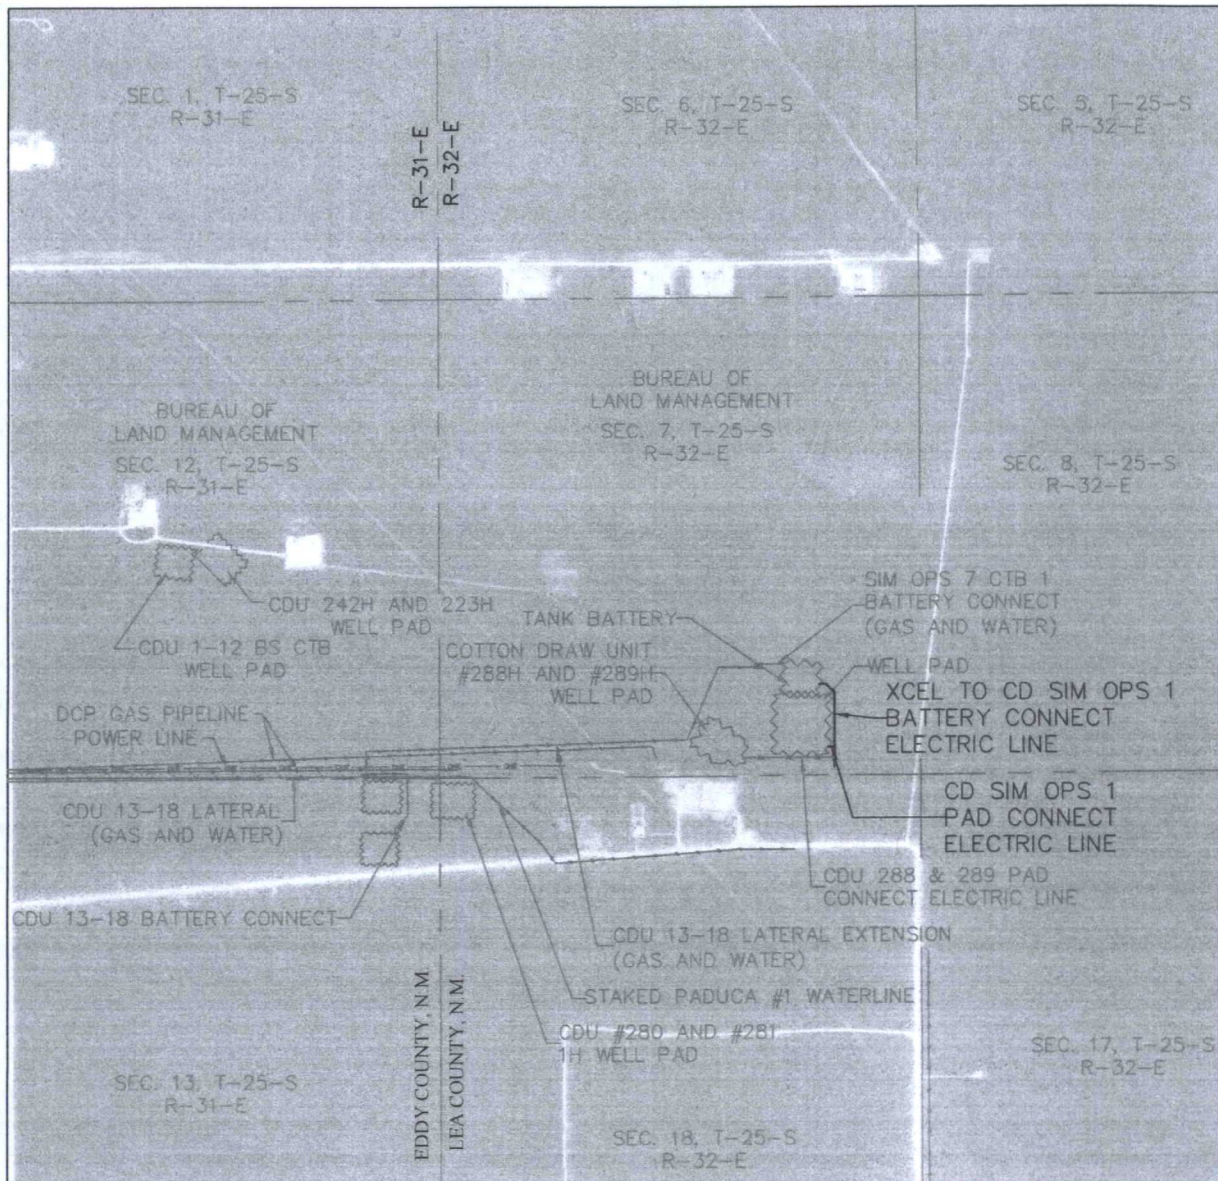 SEC. 1, T-25-S
R-31-E
R-31-E
R-32-E
SEC. 6, T-25-S
R-32-E
SEC. 5, T-25-S
R-32-E
BUREAU OF
LAND MANAGEMENT
SEC. 12, T-25-S
R-31-E
BUREAU OF
LAND MANAGEMENT
SEC. 7, T-25-S
R-32-E
SEC. 8, T-25-S
R-32-E
CDU 242H AND 223H
WELL PAD
CDU 1-12 BS CTB
WELL PAD
TANK BATTERY
SIM OPS 7 CTB 1
BATTERY CONNECT
(GAS AND WATER)
COTTON DRAW UNIT
#288H AND #289H
WELL PAD
WELL PAD
XCEL TO CD SIM OPS 1
BATTERY CONNECT
ELECTRIC LINE
DCP GAS PIPELINE
POWER LINE
CDU 13-18 LATERAL
(GAS AND WATER)
CD SIM OPS 1
PAD CONNECT
ELECTRIC LINE
CDU 288 & 289 PAD
CONNECT ELECTRIC LINE
CDU 13-18 BATTERY CONNECT
CDU 13-18 LATERAL EXTENSION
(GAS AND WATER)
STAKED PADUCA #1 WATERLINE
CDU #280 AND #281
1H WELL PAD
EDDY COUNTY, N.M.
LEA COUNTY, N.M.
SEC. 13, T-25-S
R-31-E
SEC. 17, T-25-S
R-32-E
SEC. 18, T-25-S
R-32-E